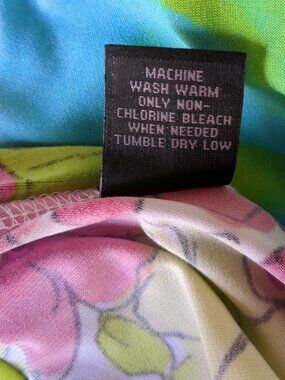 MACHINE
WASH WARM
ONLY NON-
CHLORINE BLEACH
WHEN NEEDED
TUMBLE DRY LOW